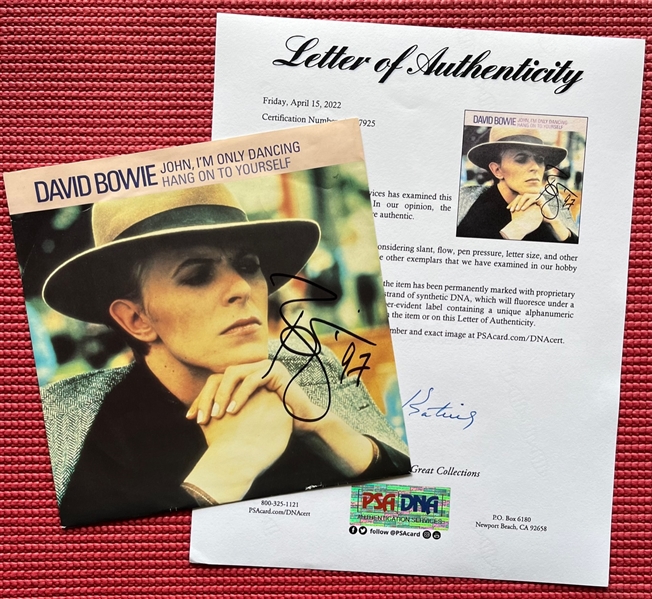 Letter of Authenticity
Friday, April 15, 2022
Certification Number 7925
DAVID BOWIE JOHN, I'M ONLY DANCING
HANG ON TO YOURSELF
vices has examined this
In our opinion, the
re authentic.
onsidering slant, flow, pen pressure, letter size, and other
e other exemplars that we have examined in our hobby
the item has been permanently marked with proprietary
strand of synthetic DNA, which will fluoresce under a
per-evident label containing a unique alphanumeric
the item or on this Letter of Authenticity.
mber and exact image at PSAcard.com/DNAcert.
DAVID BOWIE JOHN, I'M ONLY DANCING
HANG ON TO YOURSELF
'97
Great Collections
800-325-1121
PSAcard.com/DNAcert
PSA DNA
AUTHENTICATION SERVICES
follow @PSAcard
P.O. Box 6180
Newport Beach, CA 92658